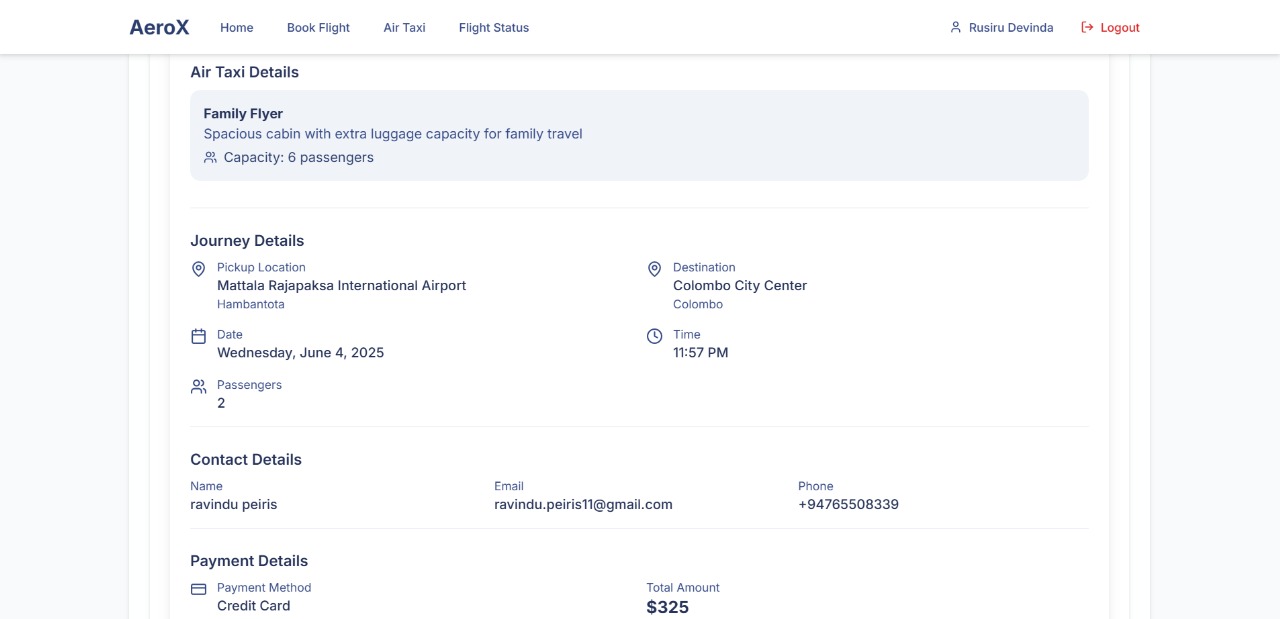 AeroX Home Book Flight Air Taxi Flight Status Rusiru Devinda Logout
Air Taxi Details
Family Flyer
Spacious cabin with extra luggage capacity for family travel
Capacity: 6 passengers
Journey Details
Pickup Location
Mattala Rajapaksa International Airport
Hambantota
Destination
Colombo City Center
Colombo
Date
Wednesday, June 4, 2025
Time
11:57 PM
Passengers
2
Contact Details
Name
ravindu peiris
Email
ravindu.peiris11@gmail.com
Phone
+94765508339
Payment Details
Payment Method
Credit Card
Total Amount
$325